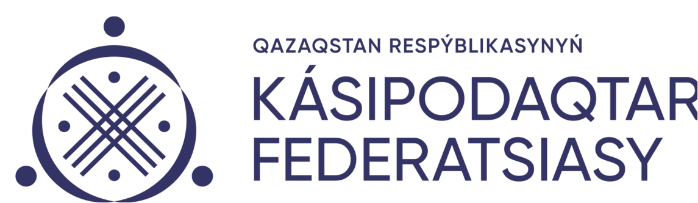 QAZAQSTAN RESPÝBLIKASYNYŃ
KÁSIPODAQTAR
FEDERATSIASY